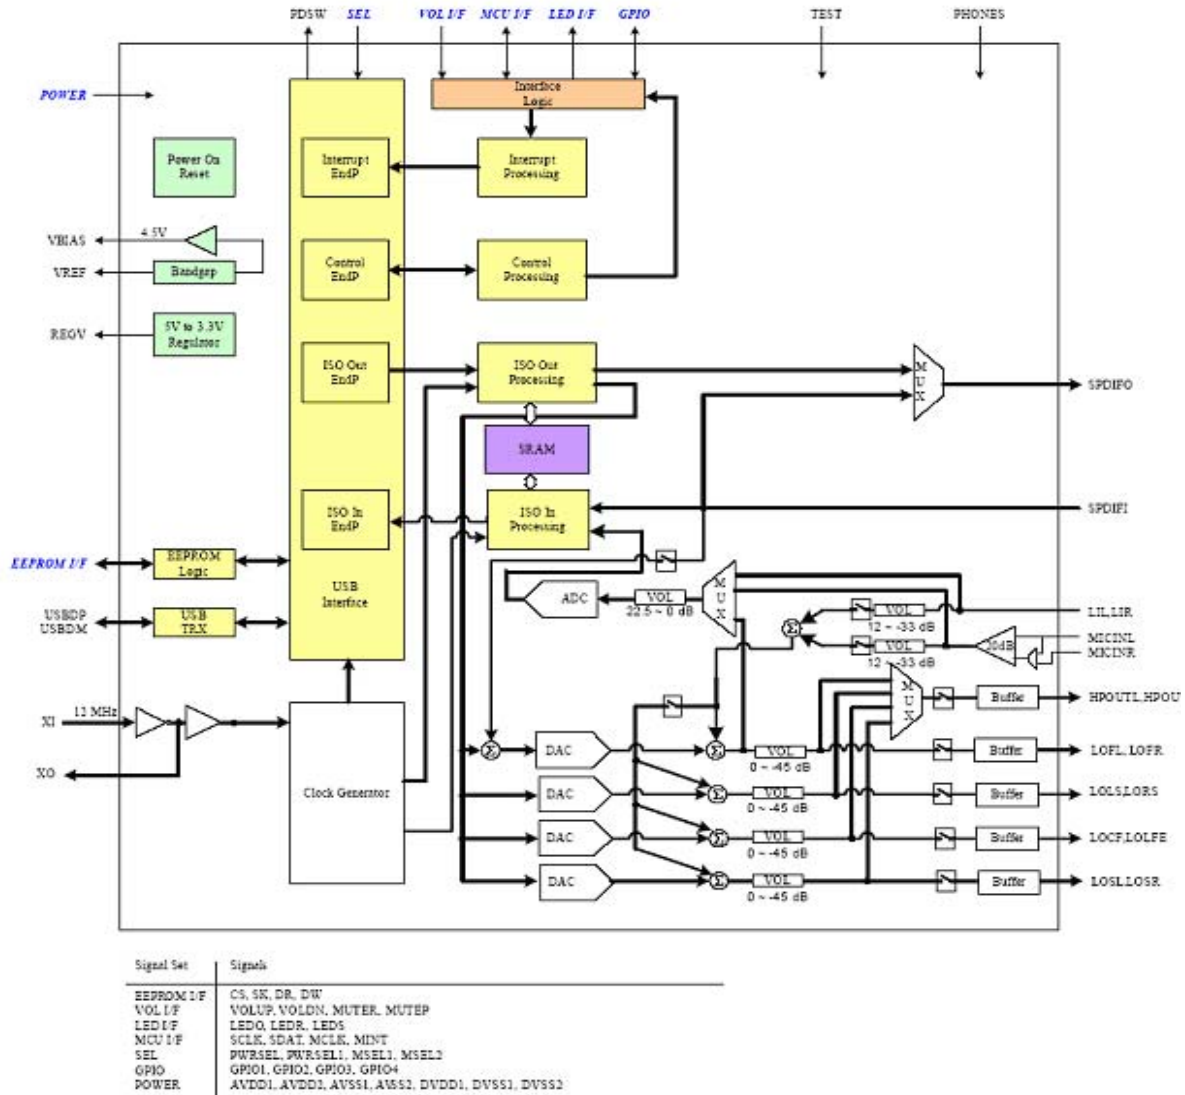 PDSW SEL VOL I/F MCU I/F LED I/F GPIO TEST PHONES
POWER
Interface
Logic
Power On
Reset
Interrupt
EndP
Interrupt
Processing
VBIAS
4.5V
VREF
Bandgap
Control
EndP
Control
Processing
REGV
5V to 3.3V
Regulator
ISO Out
EndP
ISO Out
Processing
MUX
SPDIFO
SRAM
ISO In
EndP
ISO In
Processing
SPDIFI
EEPROM I/F
EEPROM
Logic
USB
Interface
ADC
VOL
22.5 ~ 0 dB
MUX
VOL
12 ~ -33 dB
LIL,LIR
USBDP
USBDM
USB
TRX
Σ
VOL
12 ~ -33 dB
20dB
MICINL
MICINR
XI
12 MHz
MUX
Buffer
HPOUTL,HPOU
XO
Clock Generator
Σ
DAC
Σ
VOL
0 ~ -45 dB
Buffer
LOFL, LOFR
DAC
Σ
VOL
0 ~ -45 dB
Buffer
LOLS,LORS
DAC
Σ
VOL
0 ~ -45 dB
Buffer
LOCF,LOLFE
DAC
Σ
VOL
0 ~ -45 dB
Buffer
LOSL,LOSR
Signal Set Signals
EEPROM I/F CS, SK, DR, DW
VOL I/F VOLUP, VOLDN, MUTER, MUTEP
LED I/F LEDO, LEDR, LEDS
MCU I/F SCLK, SDAT, MCLK, MINT
SEL PWRSEL, PWRSEL1, MSEL1, MSEL2
GPIO GPIO1, GPIO2, GPIO3, GPIO4
POWER AVDD1, AVDD2, AVSS1, AVSS2, DVDD1, DVSS1, DVSS2